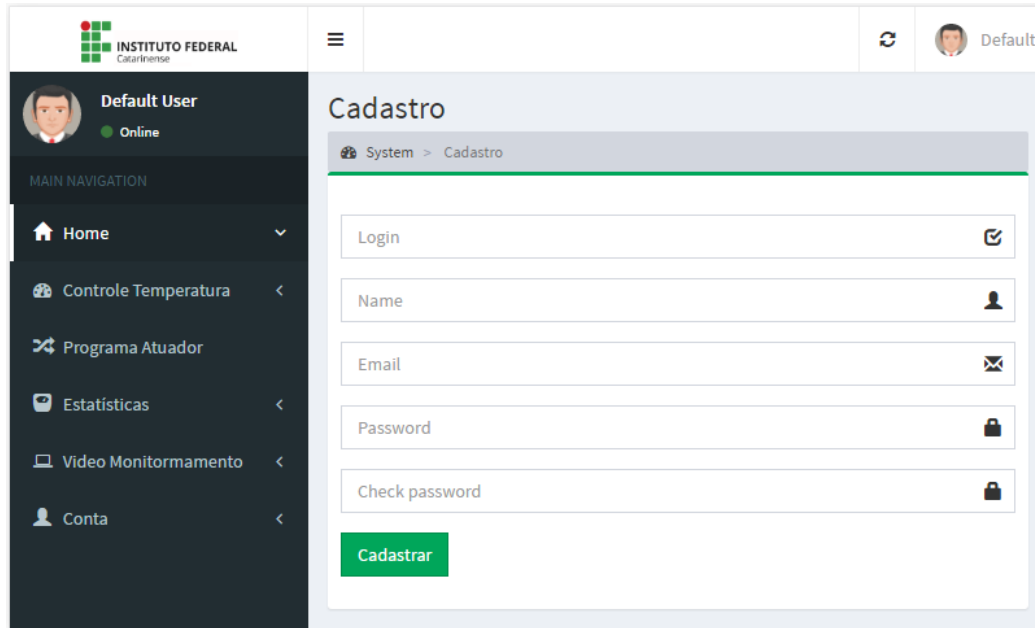 INSTITUTO FEDERAL
Catarinense
Default
Default User
Online
MAIN NAVIGATION
Home
Controle Temperatura
Programa Atuador
Estatísticas
Video Monitormamento
Conta
Cadastro
System > Cadastro
Login
Name
Email
Password
Check password
Cadastrar